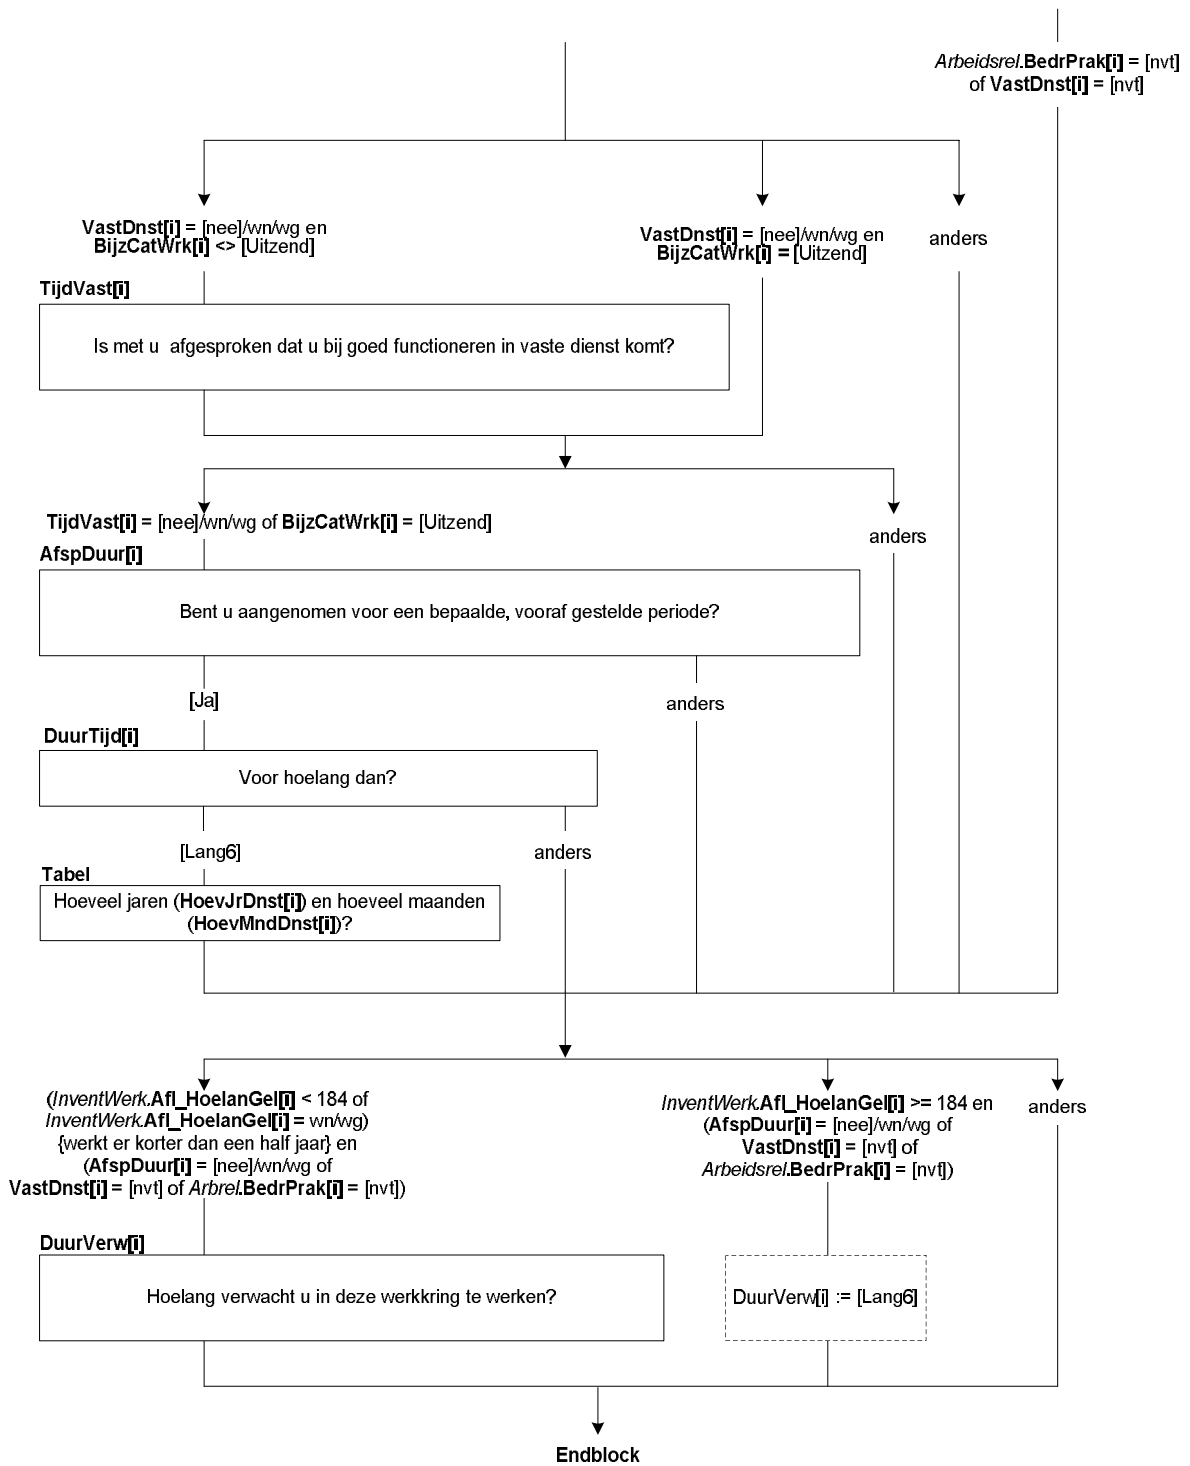 Arbeidsrel.BedrPrak[i] = [nvt]
of VastDnst[i] = [nvt]
VastDnst[i] = [nee]/wn/wg en
BijzCatWrk[i] <> [Uitzend]
VastDnst[i] = [nee]/wn/wg en
BijzCatWrk[i] = [Uitzend]
anders
TijdVast[i]
Is met u afgesproken dat u bij goed functioneren in vaste dienst komt?
TijdVast[i] = [nee]/wn/wg of BijzCatWrk[i] = [Uitzend]
anders
AfspDuur[i]
Bent u aangenomen voor een bepaalde, vooraf gestelde periode?
[Ja]
anders
DuurTijd[i]
Voor hoelang dan?
[Lang6]
anders
Tabel
Hoeveel jaren (HoevJrDnst[i]) en hoeveel maanden
(HoevMndDnst[i])?
(InventWerk.Afl_HoelanGel[i] < 184 of
InventWerk.Afl_HoelanGel[i] = wn/wg)
{werkt er korter dan een half jaar} en
(AfspDuur[i] = [nee]/wn/wg of
VastDnst[i] = [nvt] of Arbrel.BedrPrak[i] = [nvt])
InventWerk.Afl_HoelanGel[i] >= 184 en
(AfspDuur[i] = [nee]/wn/wg of
VastDnst[i] = [nvt] of
Arbeidsrel.BedrPrak[i] = [nvt])
anders
DuurVerw[i]
Hoelang verwacht u in deze werkkring te werken?
DuurVerw[i] := [Lang6]
Endblock